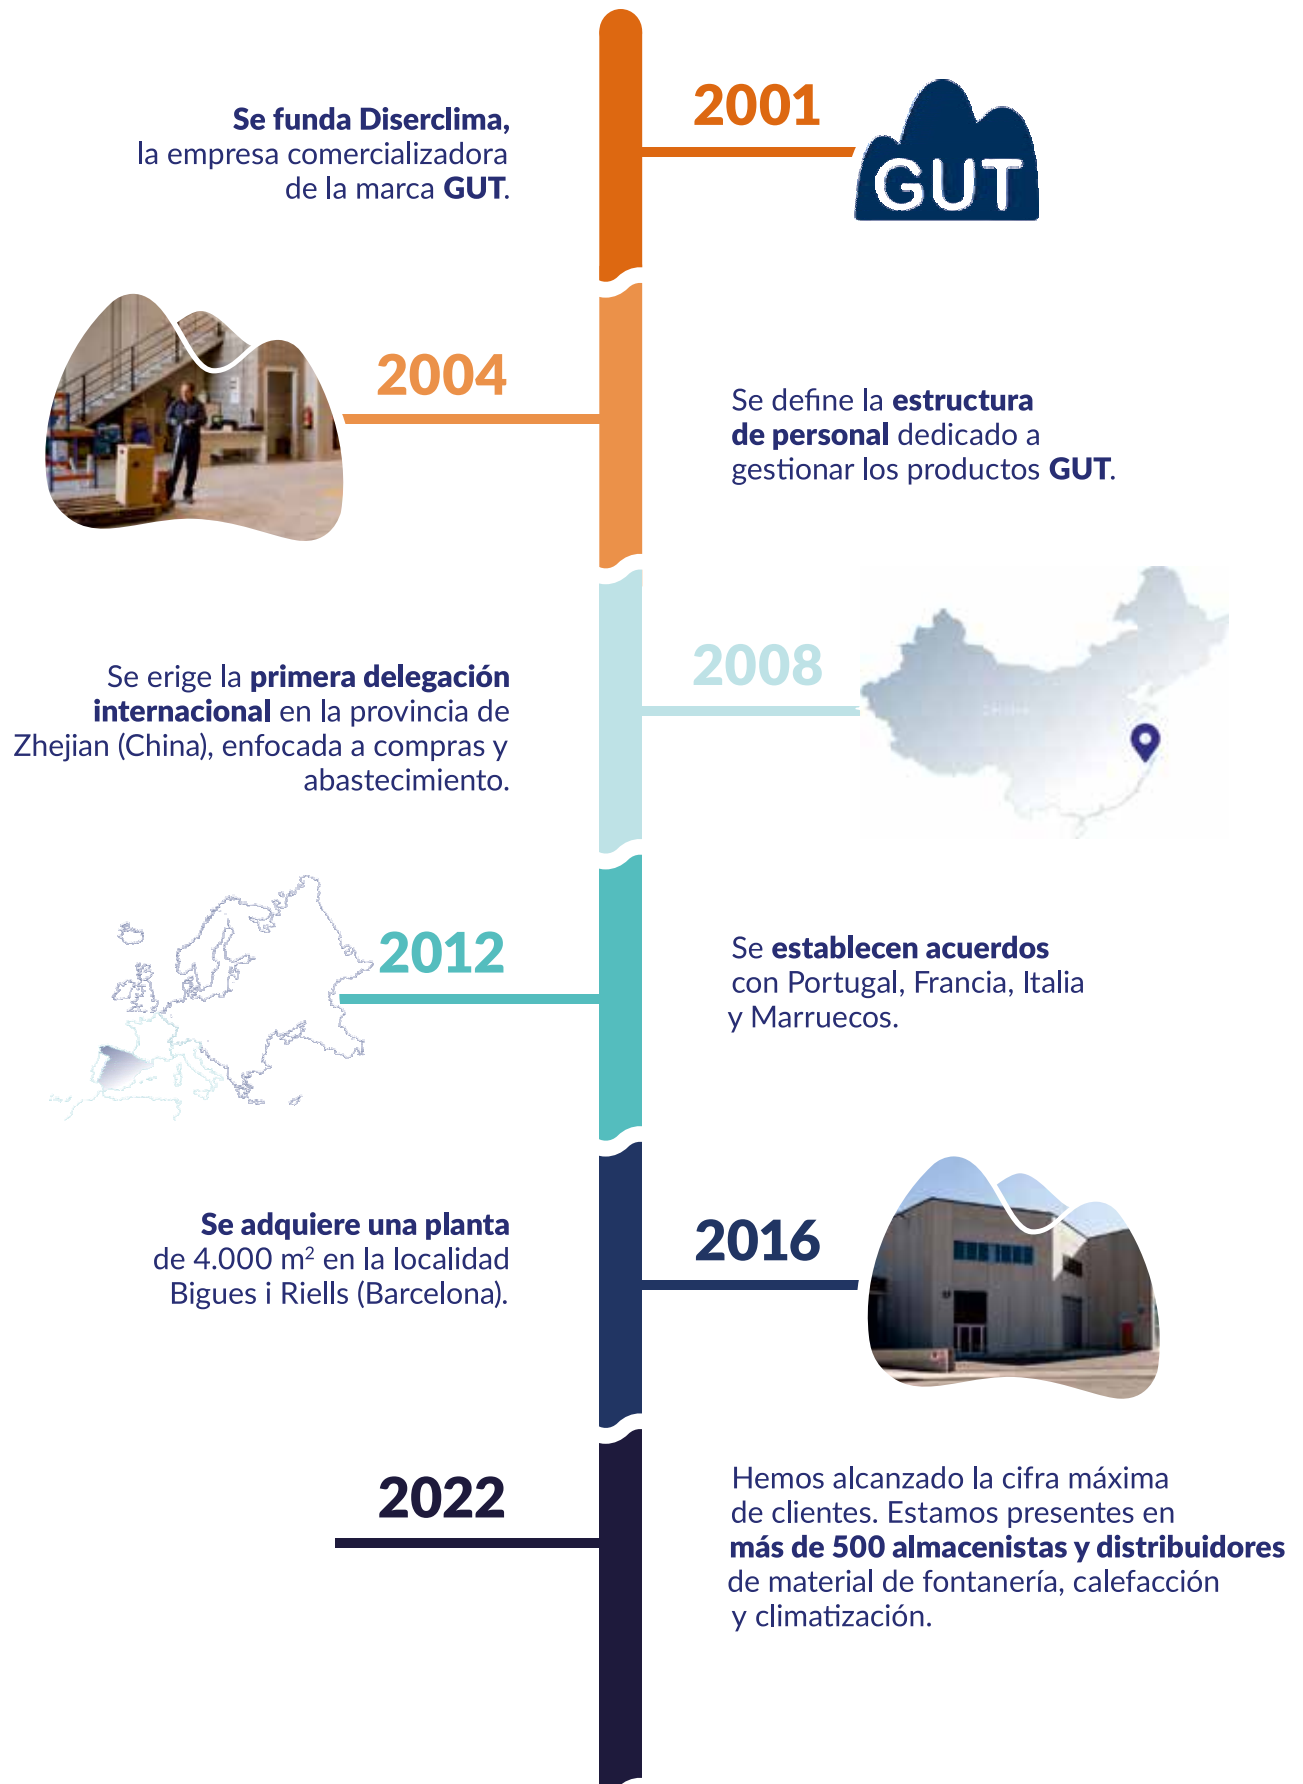 2001
GUT
Se funda Diserclima,
la empresa comercializadora
de la marca GUT.
2004
Se define la estructura
de personal dedicado a
gestionar los productos GUT.
2008
CHINA
Se erige la primera delegación
internacional en la provincia de
Zhejian (China), enfocada a compras y
abastecimiento.
2012
Se establecen acuerdos
con Portugal, Francia, Italia
y Marruecos.
2016
Se adquiere una planta
de 4.000 m² en la localidad
Bigues i Riells (Barcelona).
2022
Hemos alcanzado la cifra máxima
de clientes. Estamos presentes en
más de 500 almacenistas y distribuidores
de material de fontanería, calefacción
y climatización.